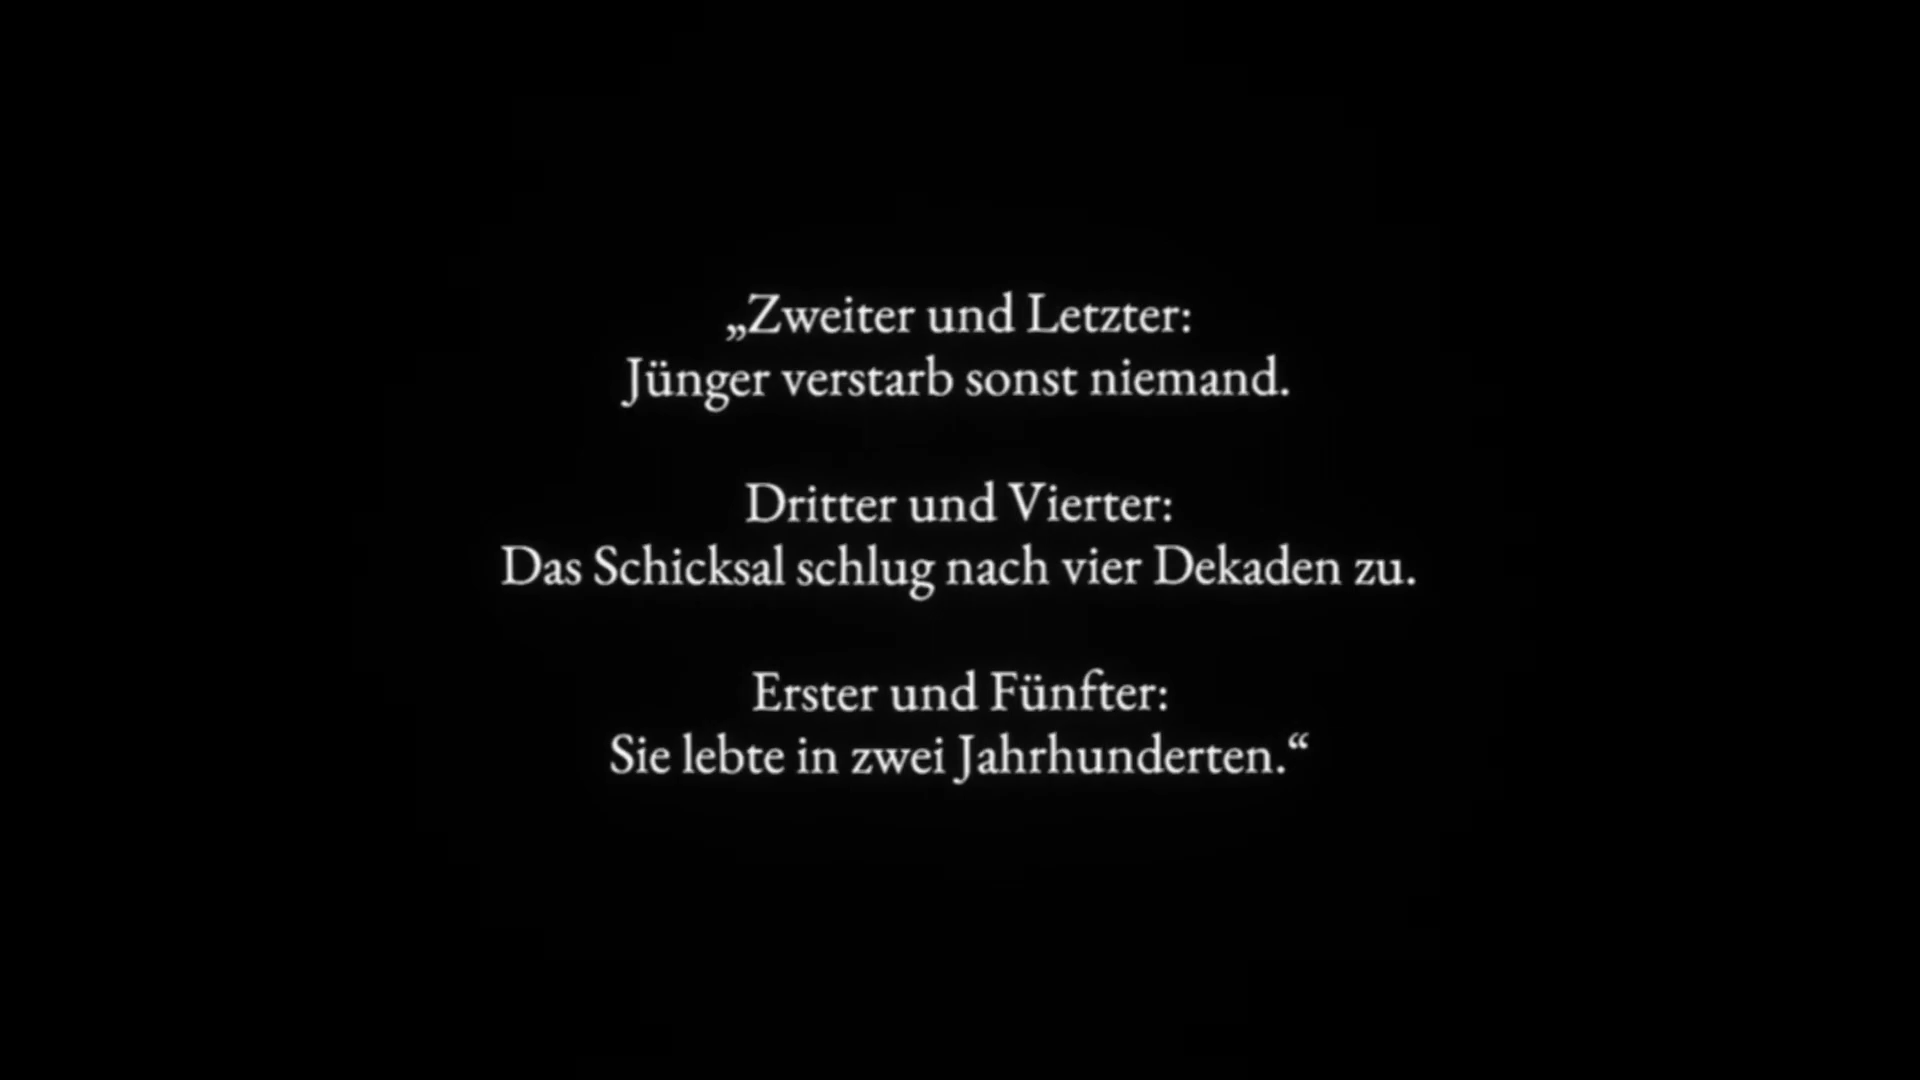 „Zweiter und Letzter:
Jünger verstarb sonst niemand.
Dritter und Vierter:
Das Schicksal schlug nach vier Dekaden zu.
Erster und Fünfter:
Sie lebte in zwei Jahrhunderten.“